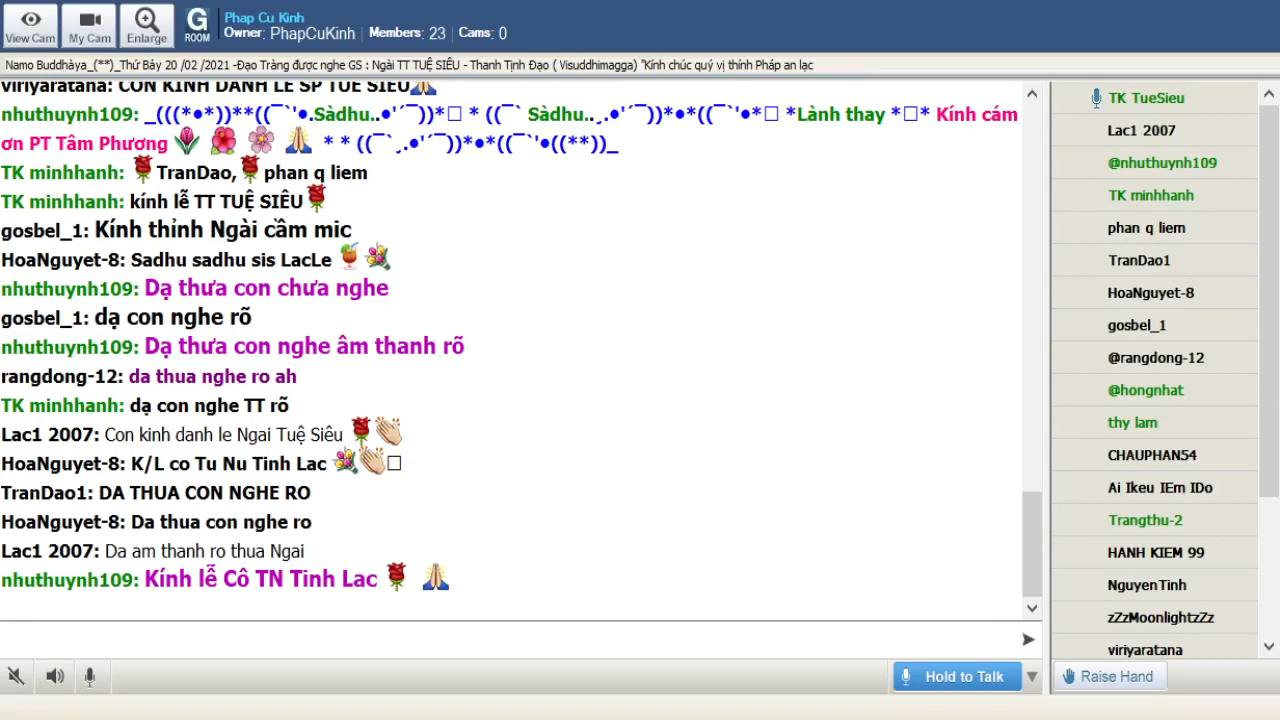 View Cam
My Cam
Enlarge
G
ROOM
Phap Cu Kinh
Owner: PhapCuKinh | Members: 23 | Cams: 0
Namo Buddhàya_(**)_Thứ Bảy 20 /02 /2021 -Đạo Tràng được nghe GS : Ngài TT TUỆ SIÊU - Thanh Tịnh Đạo ( Visuddhimagga) "Kính chúc quý vị thính Pháp an lạc
viriyaratana: CON KINH DANH LE SP TUE SIEU🙏
nhuthuynh109: _(((*•*))**((¯`'•.Sàdhu..•'´¯))*□ * ((¯` Sàdhu..¸.•'´¯))*•*((¯`'•*□ *Lành thay *□* Kính cám
ơn PT Tâm Phương 🌷 🌺 🌸 🙏 * * ((¯`¸.•'´¯))*•*((¯`'•((**))_
TK minhhanh: 🌹TranDao,🌹phan q liem
TK minhhanh: kính lễ TT TUỆ SIÊU🌹
gosbel_1: Kính thỉnh Ngài cầm mic
HoaNguyet-8: Sadhu sadhu sis LacLe 🍹💐
nhuthuynh109: Dạ thưa con chưa nghe
gosbel_1: dạ con nghe rõ
nhuthuynh109: Dạ thưa con nghe âm thanh rõ
rangdong-12: da thua nghe ro ah
TK minhhanh: dạ con nghe TT rõ
Lac1 2007: Con kinh danh le Ngai Tuệ Siêu 🌹👏
HoaNguyet-8: K/L co Tu Nu Tinh Lac 💐👏□
TranDao1: DA THUA CON NGHE RO
HoaNguyet-8: Da thua con nghe ro
Lac1 2007: Da am thanh ro thua Ngai
nhuthuynh109: Kính lễ Cô TN Tinh Lac 🌹 🙏
TK TueSieu
Lac1 2007
@nhuthuynh109
TK minhhanh
phan q liem
TranDao1
HoaNguyet-8
gosbel_1
@rangdong-12
@hongnhat
thy lam
CHAUPHAN54
Ai Ikeu IEm IDo
Trangthu-2
HANH KIEM 99
NguyenTinh
zZzMoonlightzZz
viriyaratana
Hold to Talk
Raise Hand